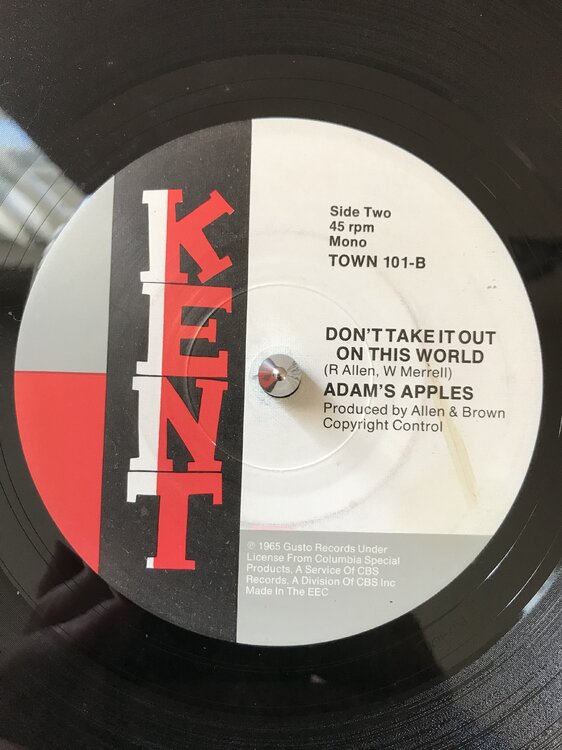 KENT
Side Two
45 rpm
Mono
TOWN 101-B
DON'T TAKE IT OUT
ON THIS WORLD
(R Allen, W Merrell)
ADAM'S APPLES
Produced by Allen & Brown
Copyright Control
℗ 1965 Gusto Records Under
License From Columbia Special
Products, A Service Of CBS
Records, A Division Of CBS Inc
Made In The EEC